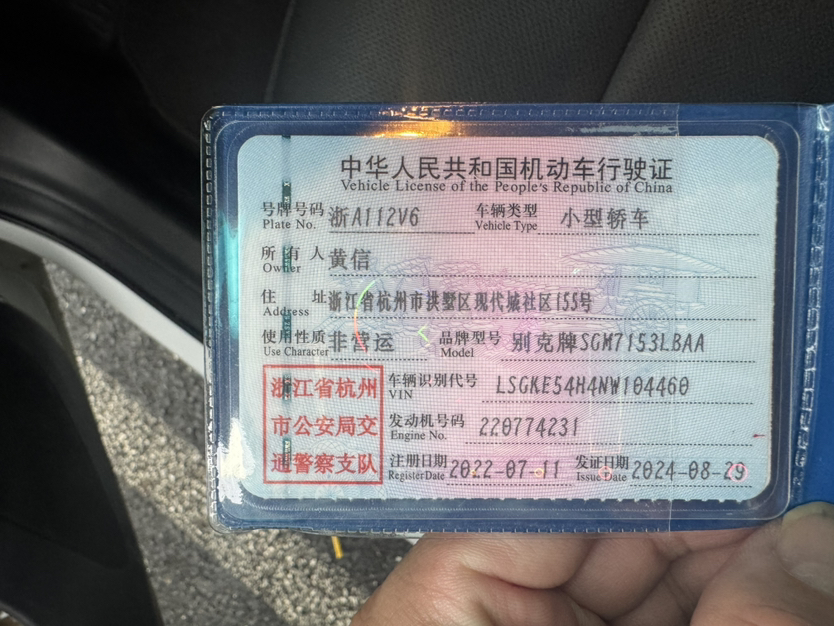 中华人民共和国机动车行驶证
Vehicle License of the People's Republic of China
号牌号码 浙A112V6 车辆类型 小型轿车
Plate No. Vehicle Type
所有人 黄信
Owner
住址 浙江省杭州市拱墅区现代城社区155号
Address
使用性质 非营运 品牌型号 别克牌SGM7153LBAA
Use Character Model
浙江省杭州 车辆识别代号 LSGKE54H4NW104460
VIN
市公安局交 发动机号码 220774231
Engine No.
通警察支队 注册日期 2022-07-11 发证日期 2024-08-29
Register Date Issue Date